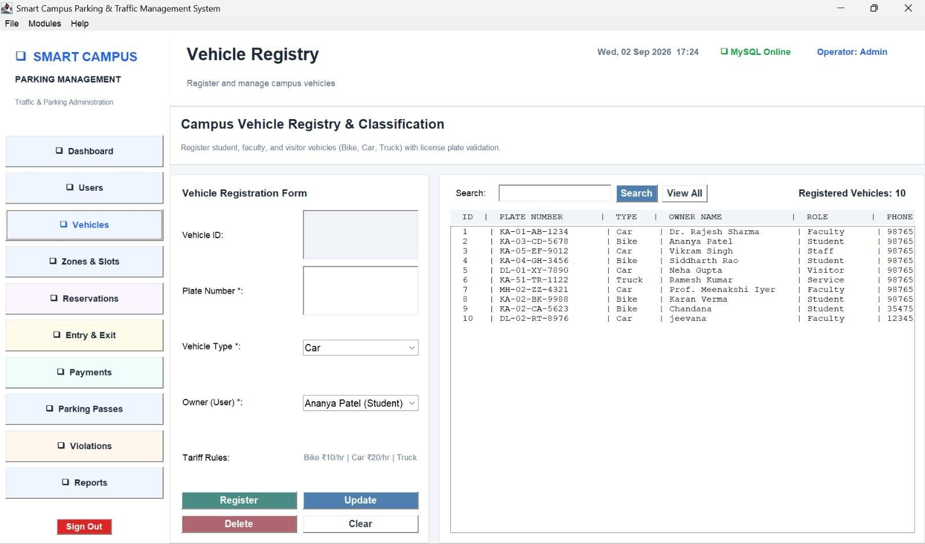 Smart Campus Parking & Traffic Management System
File Modules Help
SMART CAMPUS
PARKING MANAGEMENT
Traffic & Parking Administration
Dashboard
Users
Vehicles
Zones & Slots
Reservations
Entry & Exit
Payments
Parking Passes
Violations
Reports
Sign Out
Vehicle Registry
Wed, 02 Sep 2026 17:24 MySQL Online Operator: Admin
Register and manage campus vehicles
Campus Vehicle Registry & Classification
Register student, faculty, and visitor vehicles (Bike, Car, Truck) with license plate validation.
Vehicle Registration Form
Vehicle ID:
Plate Number *:
Vehicle Type *: Car
Owner (User) *: Ananya Patel (Student)
Tariff Rules: Bike ₹10/hr | Car ₹20/hr | Truck
Register Update
Delete Clear
Search: Search View All Registered Vehicles: 10
ID | PLATE NUMBER | TYPE | OWNER NAME | ROLE | PHONE
1 | KA-01-AB-1234 | Car | Dr. Rajesh Sharma | Faculty | 98765
2 | KA-03-CD-5678 | Bike | Ananya Patel | Student | 98765
3 | KA-05-EF-9012 | Car | Vikram Singh | Staff | 98765
4 | KA-04-GH-3456 | Bike | Siddharth Rao | Student | 98765
5 | DL-01-XY-7890 | Car | Neha Gupta | Visitor | 98765
6 | KA-51-TR-1122 | Truck | Ramesh Kumar | Service | 98765
7 | MH-02-ZZ-4321 | Car | Prof. Meenakshi Iyer | Faculty | 98765
8 | KA-02-BK-9988 | Bike | Karan Verma | Student | 98765
9 | KA-02-CA-5623 | Bike | Chandana | Student | 35475
10 | DL-02-RT-8976 | Car | jeevana | Faculty | 12345